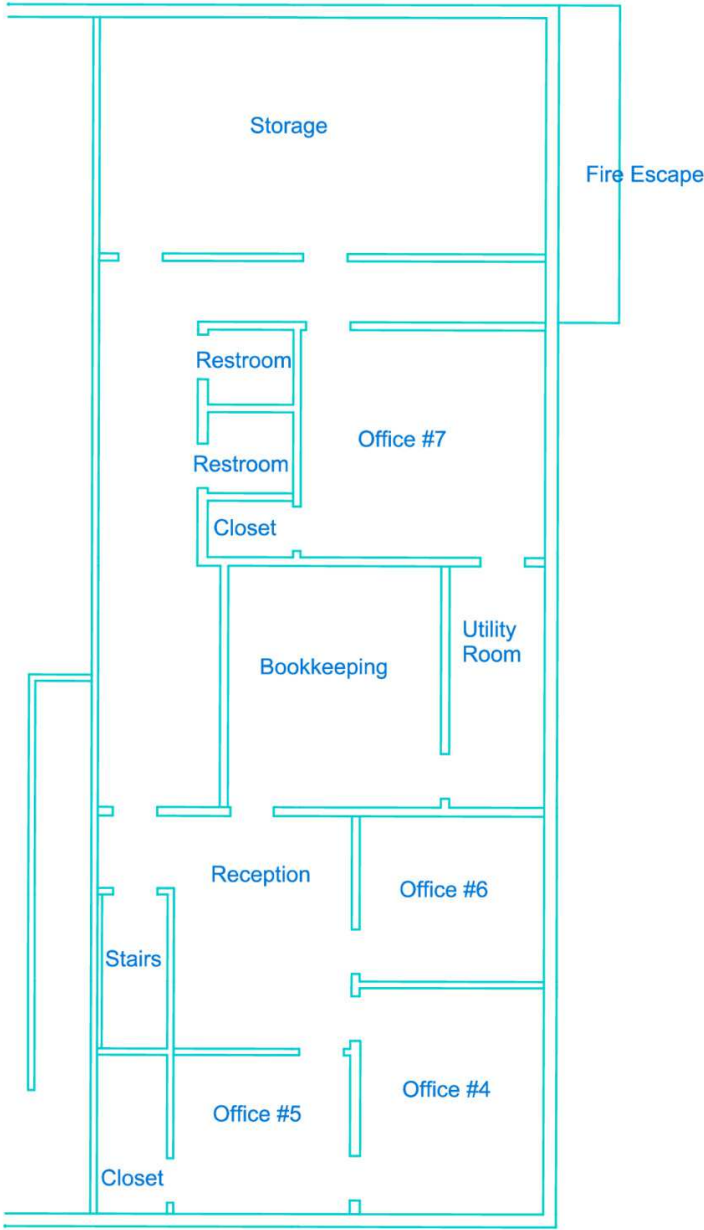 Storage
Fire Escape
Restroom
Office #7
Restroom
Closet
Utility
Room
Bookkeeping
Reception
Office #6
Stairs
Office #4
Office #5
Closet